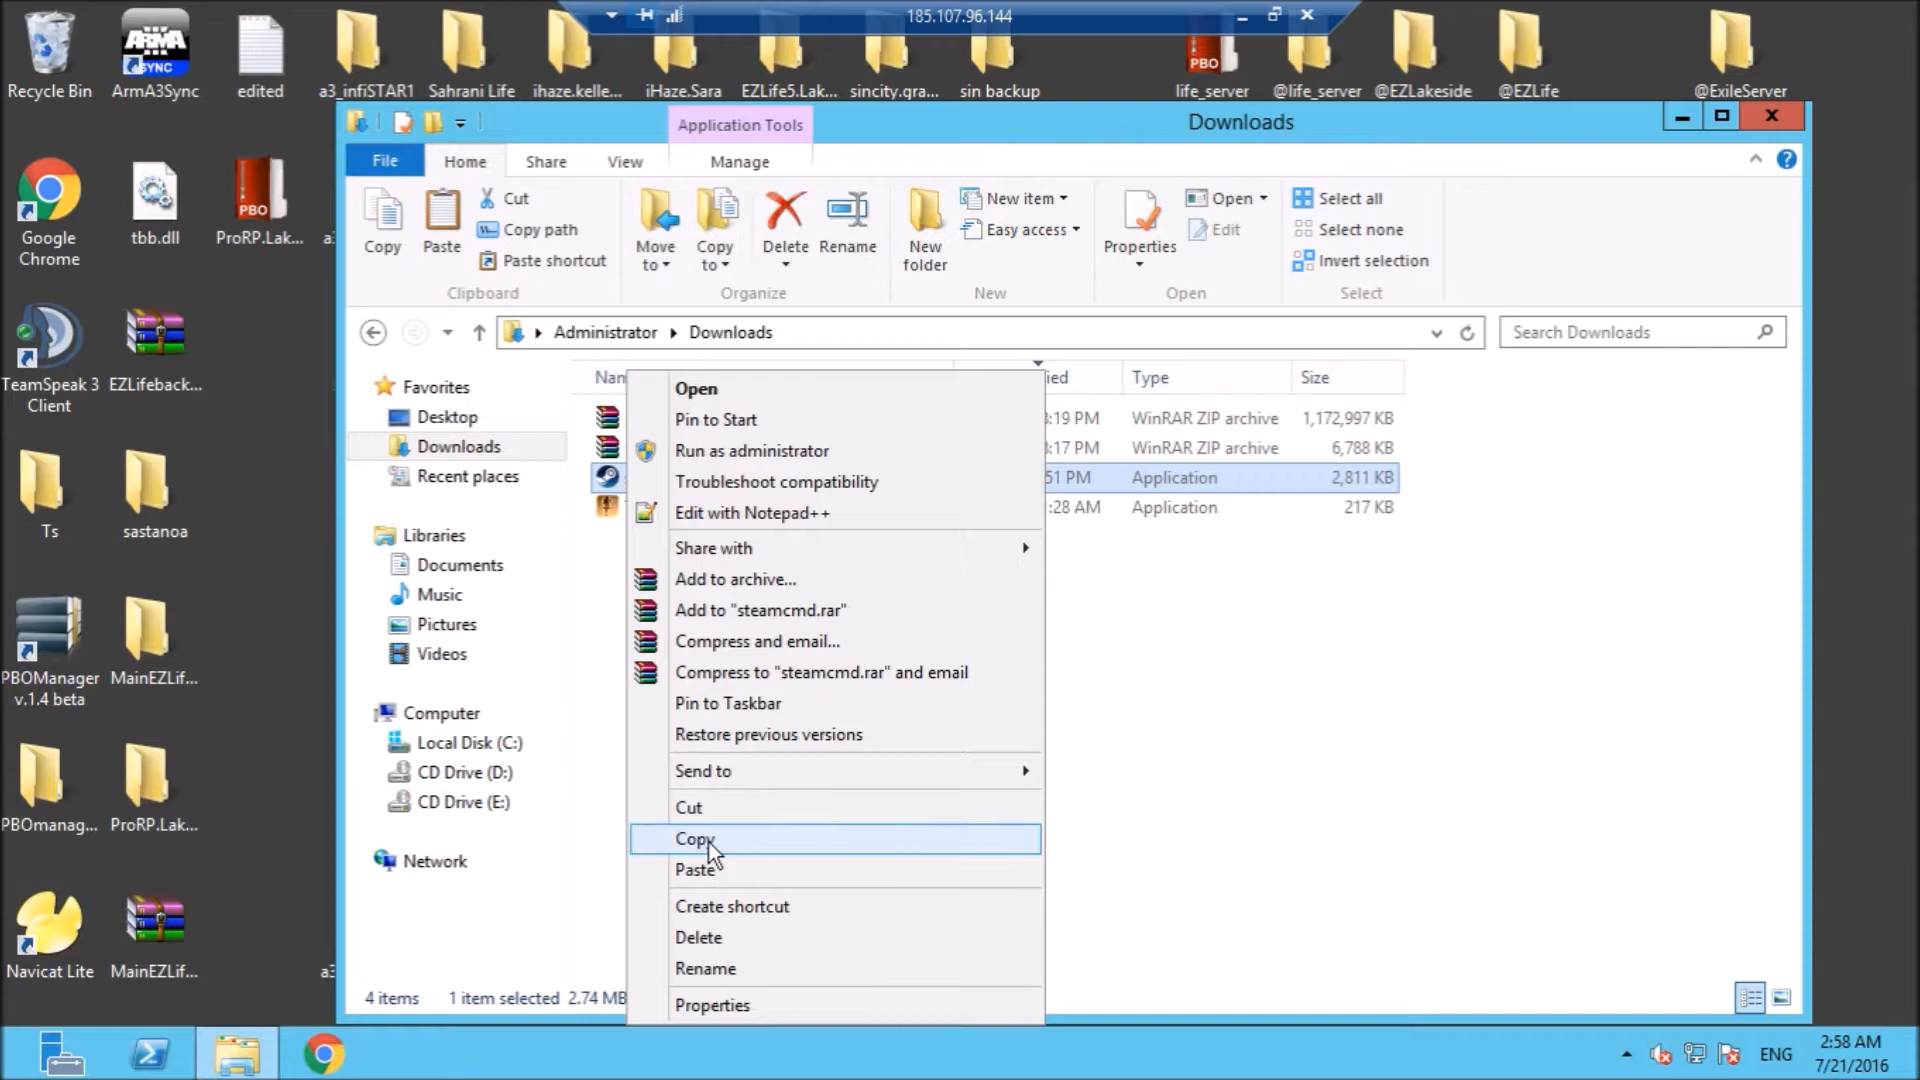 185.107.96.144
Recycle Bin
ArmA3Sync
edited
a3_infiSTAR1
Sahrani Life
ihaze.kelle...
iHaze.Sara
EZLife5.Lak...
sincity.gra...
sin backup
life_server
@life_server
@EZLakeside
@EZLife
@ExileServer
ARMA
SYNC
PBO
Application Tools
Downloads
File
Home
Share
View
Manage
Copy
Paste
Cut
Copy path
Paste shortcut
Clipboard
Move to
Copy to
Delete
Rename
Organize
New folder
New item
Easy access
New
Properties
Open
Edit
Open
Select all
Select none
Invert selection
Select
Google Chrome
tbb.dll
PBO
ProRP.Lak...
Administrator
Downloads
Search Downloads
TeamSpeak 3 Client
EZLifeback...
Ts
sastanoa
PBOManager v.1.4 beta
MainEZLif...
PBOmanag...
ProRP.Lak...
Navicat Lite
MainEZLif...
Favorites
Desktop
Downloads
Recent places
Libraries
Documents
Music
Pictures
Videos
Computer
Local Disk (C:)
CD Drive (D:)
CD Drive (E:)
Network
Nam
ied
Type
Size
:19 PM WinRAR ZIP archive 1,172,997 KB
:17 PM WinRAR ZIP archive 6,788 KB
51 PM Application 2,811 KB
:28 AM Application 217 KB
Open
Pin to Start
Run as administrator
Troubleshoot compatibility
Edit with Notepad++
Share with
Add to archive...
Add to "steamcmd.rar"
Compress and email...
Compress to "steamcmd.rar" and email
Pin to Taskbar
Restore previous versions
Send to
Cut
Copy
Paste
Create shortcut
Delete
Rename
Properties
4 items
1 item selected 2.74 MB
ENG
2:58 AM
7/21/2016